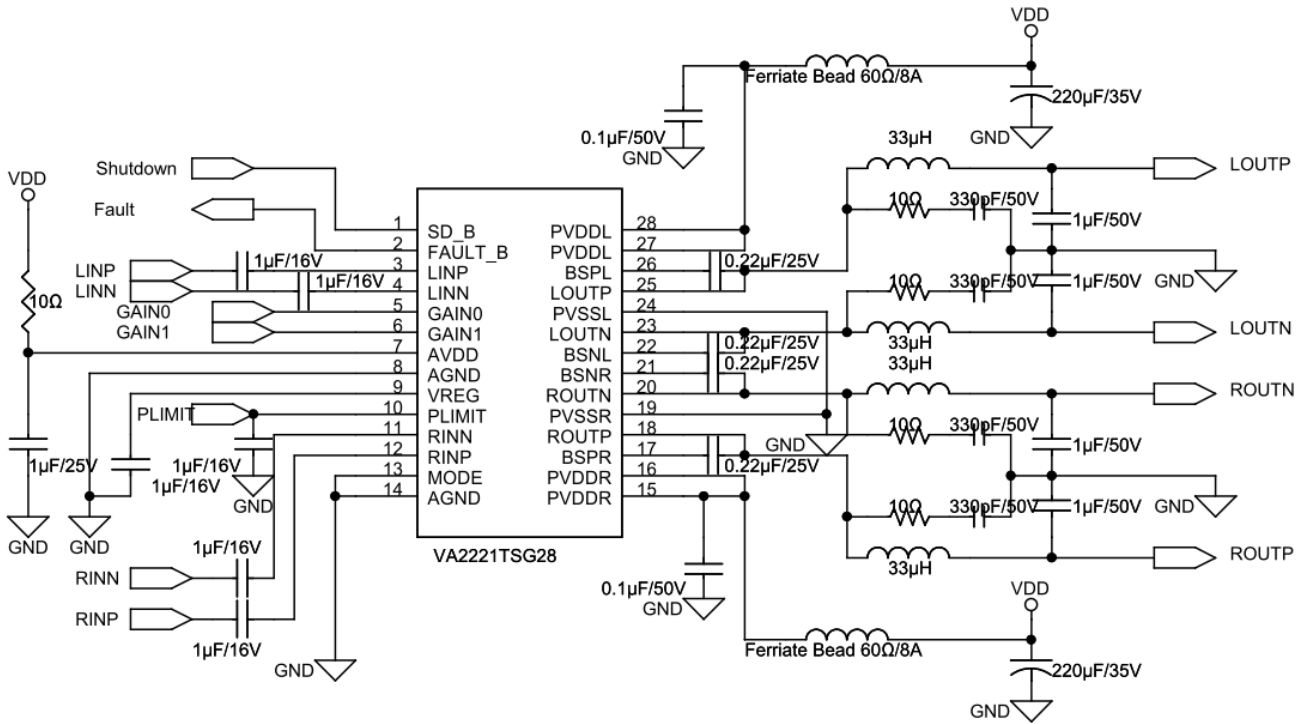 VDD
Ferriate Bead 60Ω/8A
220µF/35V
0.1µF/50V
GND
GND
33µH
Shutdown
LOUTP
VDD
10Ω
330pF/50V
Fault
1µF/50V
1 SD_B
PVDDL 28
2 FAULT_B
PVDDL 27
1µF/16V
0.22µF/25V
LINP
3 LINP
BSPL 26
GND
LINN
1µF/16V
4 LINN
LOUTP 25
10Ω
330pF/50V
1µF/50V
10Ω
GAIN0
5 GAIN0
PVSSL 24
GAIN1
6 GAIN1
LOUTN 23
LOUTN
33µH
7 AVDD
BSNL 22
0.22µF/25V
33µH
8 AGND
BSNR 21
0.22µF/25V
9 VREG
ROUTN 20
ROUTN
PLIMIT
10 PLIMIT
PVSSR 19
11 RINN
ROUTP 18
GND
10Ω
330pF/50V
1µF/50V
12 RINP
BSPR 17
1µF/25V
1µF/16V
0.22µF/25V
1µF/16V
13 MODE
PVDDR 16
GND
14 AGND
PVDDR 15
GND
10Ω
330pF/50V
1µF/50V
GND
GND
1µF/16V
VA2221TSG28
ROUTP
33µH
RINN
0.1µF/50V
GND
VDD
RINP
1µF/16V
Ferriate Bead 60Ω/8A
GND
220µF/35V
GND